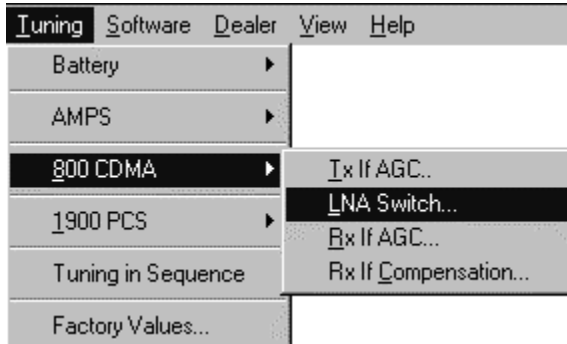 Tuning Software Dealer View Help
Battery
AMPS
800 CDMA
1900 PCS
Tuning in Sequence
Factory Values...
Tx If AGC..
LNA Switch...
Rx If AGC...
Rx If Compensation...